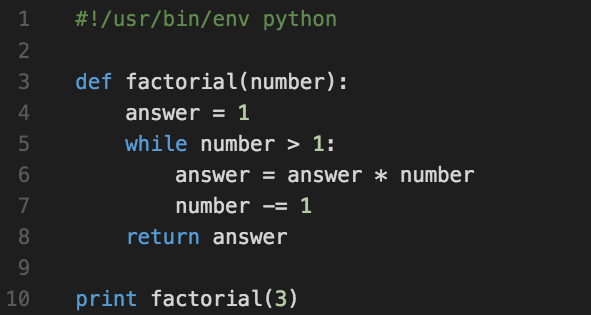 1 #!/usr/bin/env python
2
3 def factorial(number):
4     answer = 1
5     while number > 1:
6         answer = answer * number
7         number -= 1
8     return answer
9
10 print factorial(3)